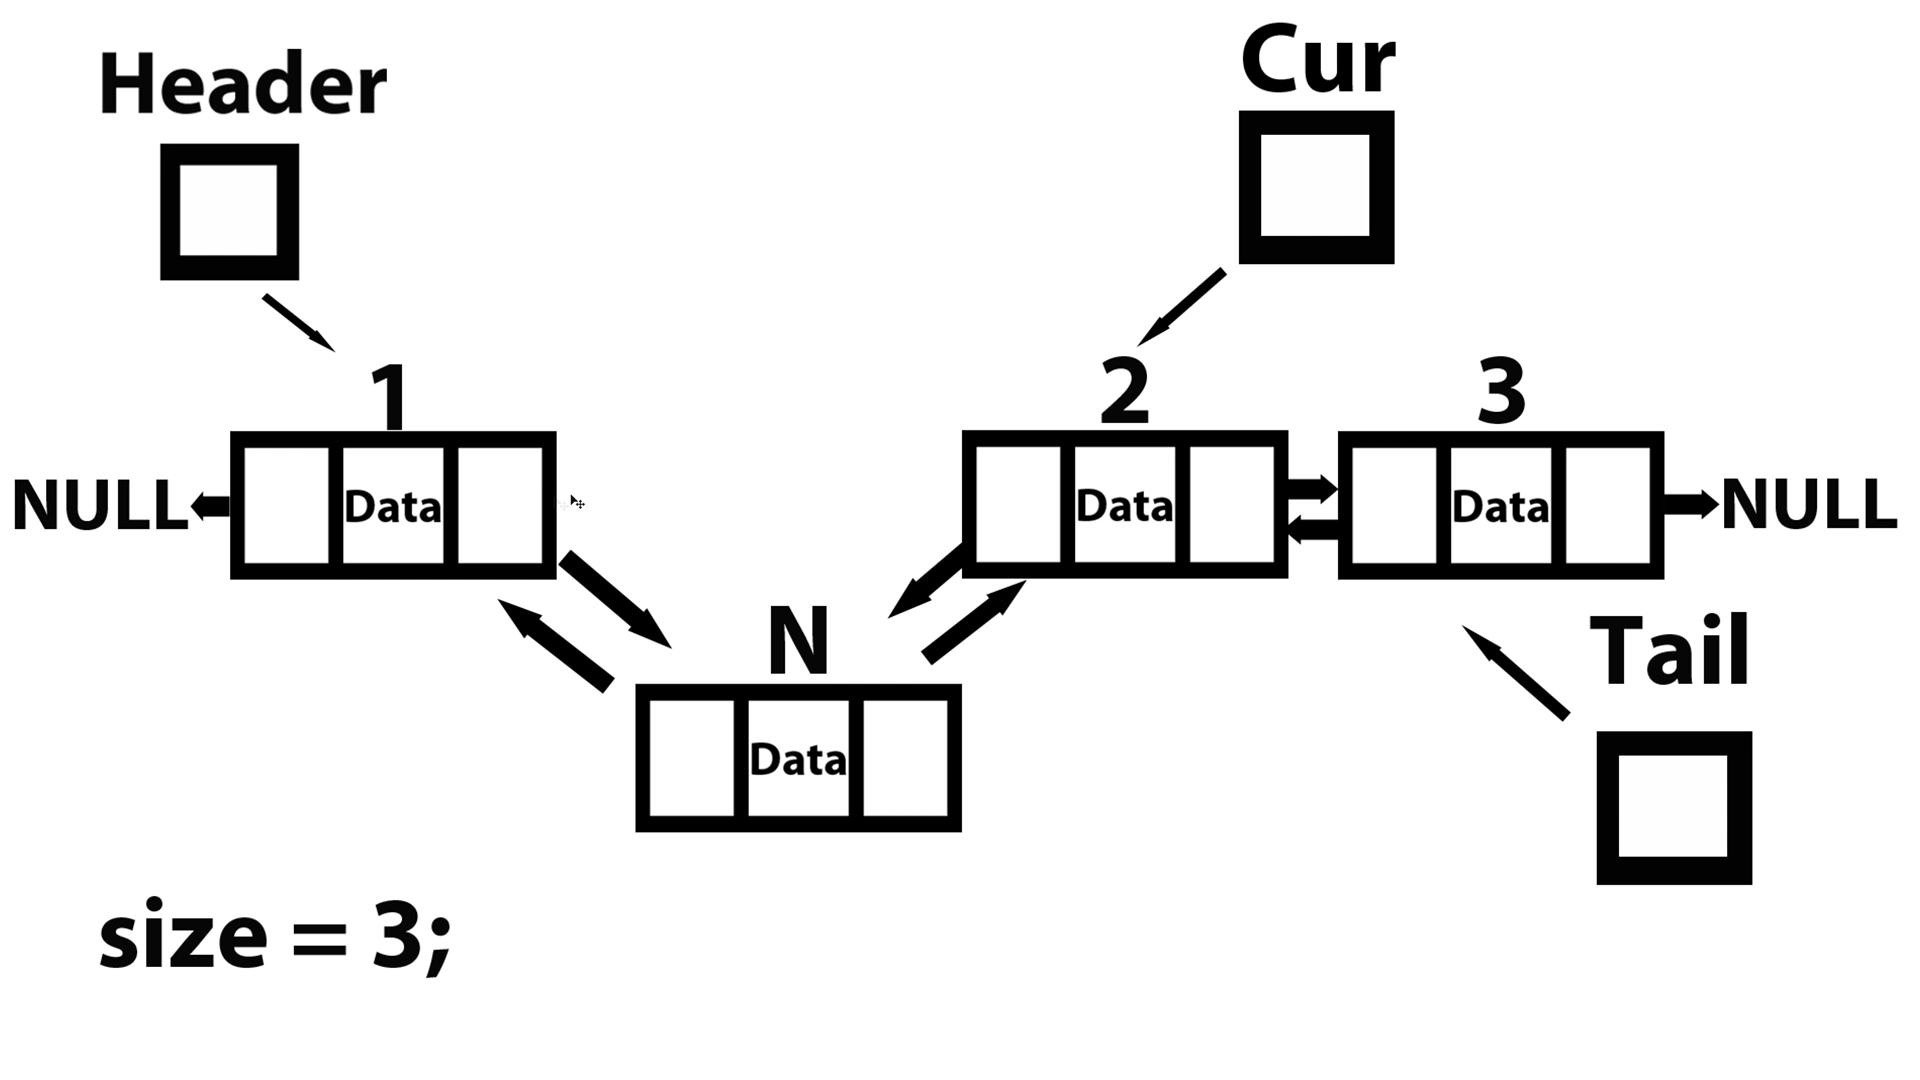 Header
Cur
1
2
3
NULL
Data
Data
Data
NULL
N
Data
Tail
size = 3;